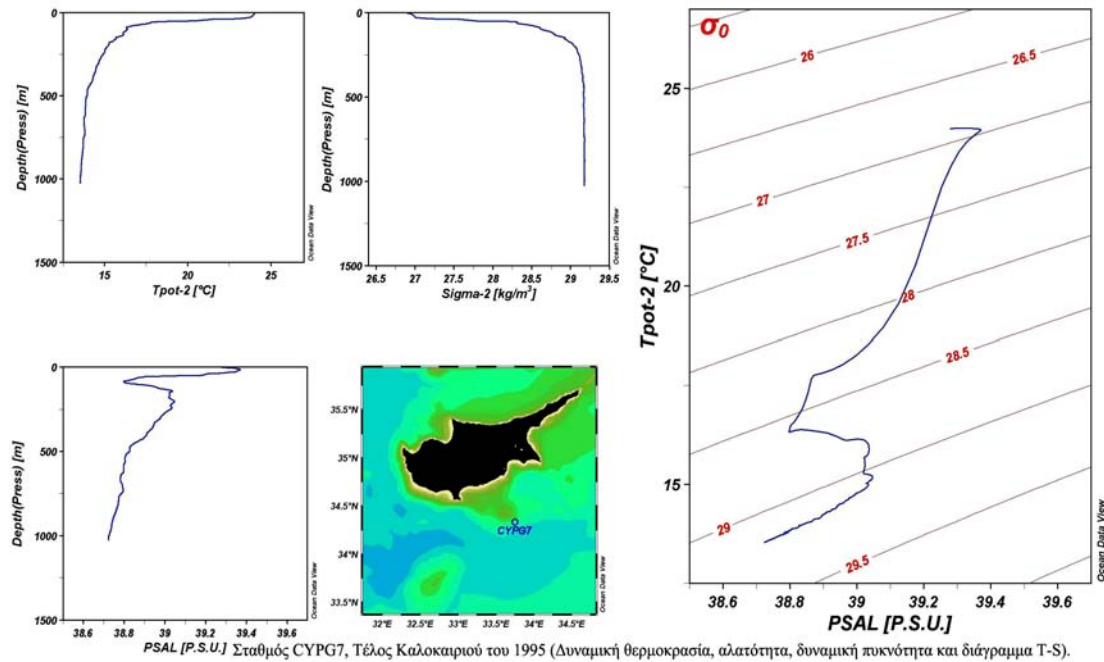 0
500
1000
1500
Depth(Press) [m]
15
20
25
Tpot-2 [°C]
Ocean Data View
0
500
1000
1500
Depth(Press) [m]
26.5
27
27.5
28
28.5
29
29.5
Sigma-2 [kg/m³]
Ocean Data View
0
500
1000
1500
Depth(Press) [m]
38.6
38.8
39
39.2
39.4
39.6
PSAL [P.S.U.]
Ocean Data View
35.5°N
35°N
34.5°N
34°N
33.5°N
32°E
32.5°E
33°E
33.5°E
34°E
34.5°E
CYPG7
Ocean Data View
σ0
26
26.5
27
27.5
28
28.5
29
29.5
25
20
15
Tpot-2 [°C]
38.6
38.8
39
39.2
39.4
39.6
PSAL [P.S.U.]
Ocean Data View
Σταθμός CYPG7, Τέλος Καλοκαιριού του 1995 (Δυναμική θερμοκρασία, αλατότητα, δυναμική πυκνότητα και διάγραμμα T-S).